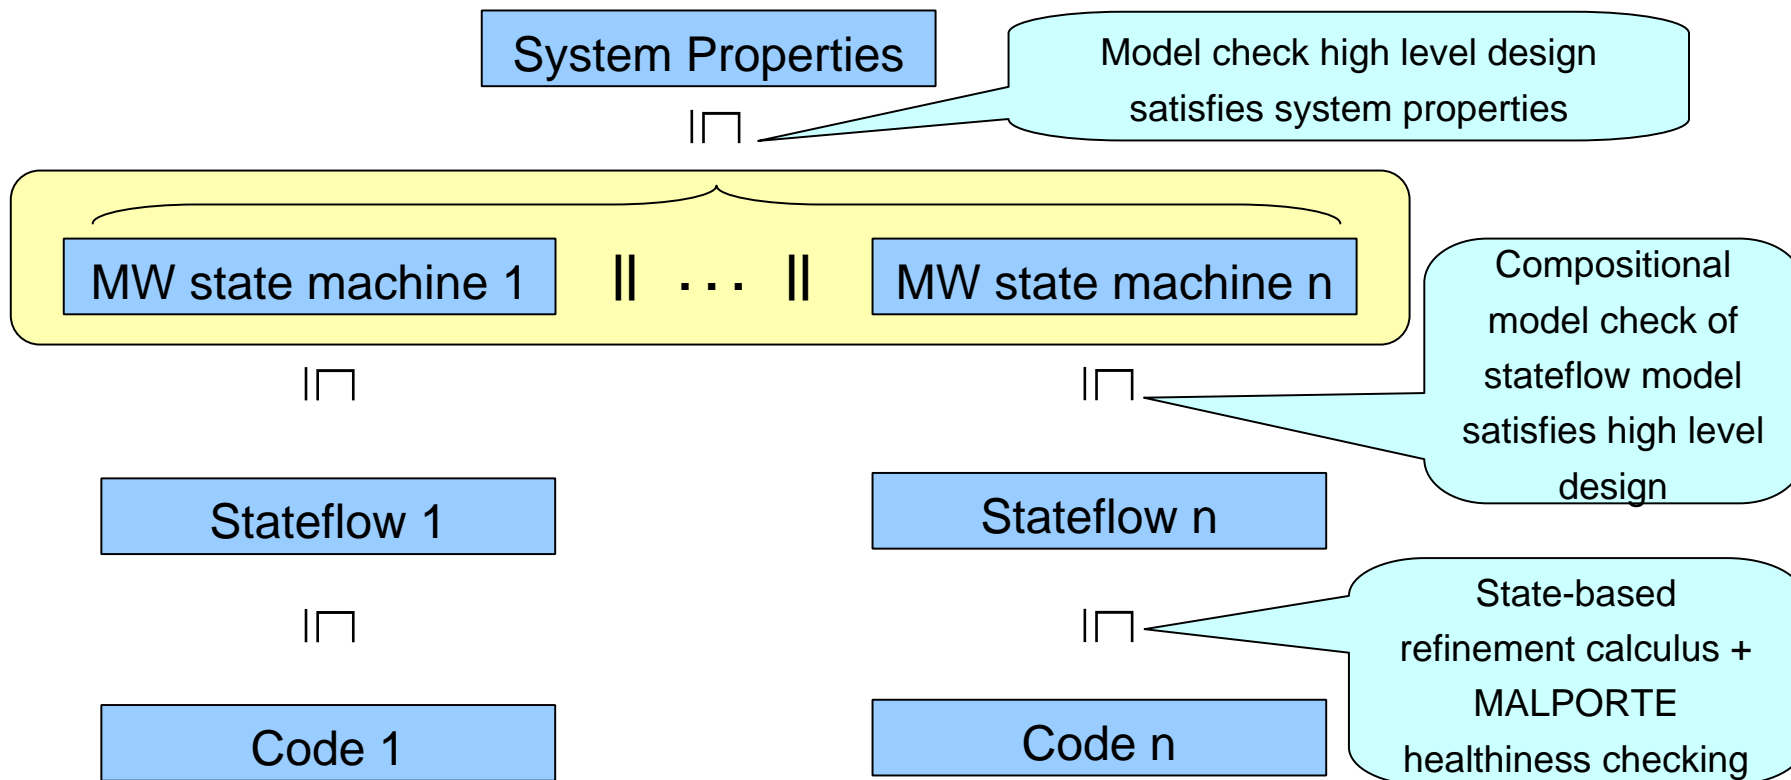 System Properties
Model check high level design
satisfies system properties
MW state machine 1
|| ... ||
MW state machine n
Compositional
model check of
stateflow model
satisfies high level
design
Stateflow 1
Stateflow n
State-based
refinement calculus +
MALPORTE
healthiness checking
Code 1
Code n